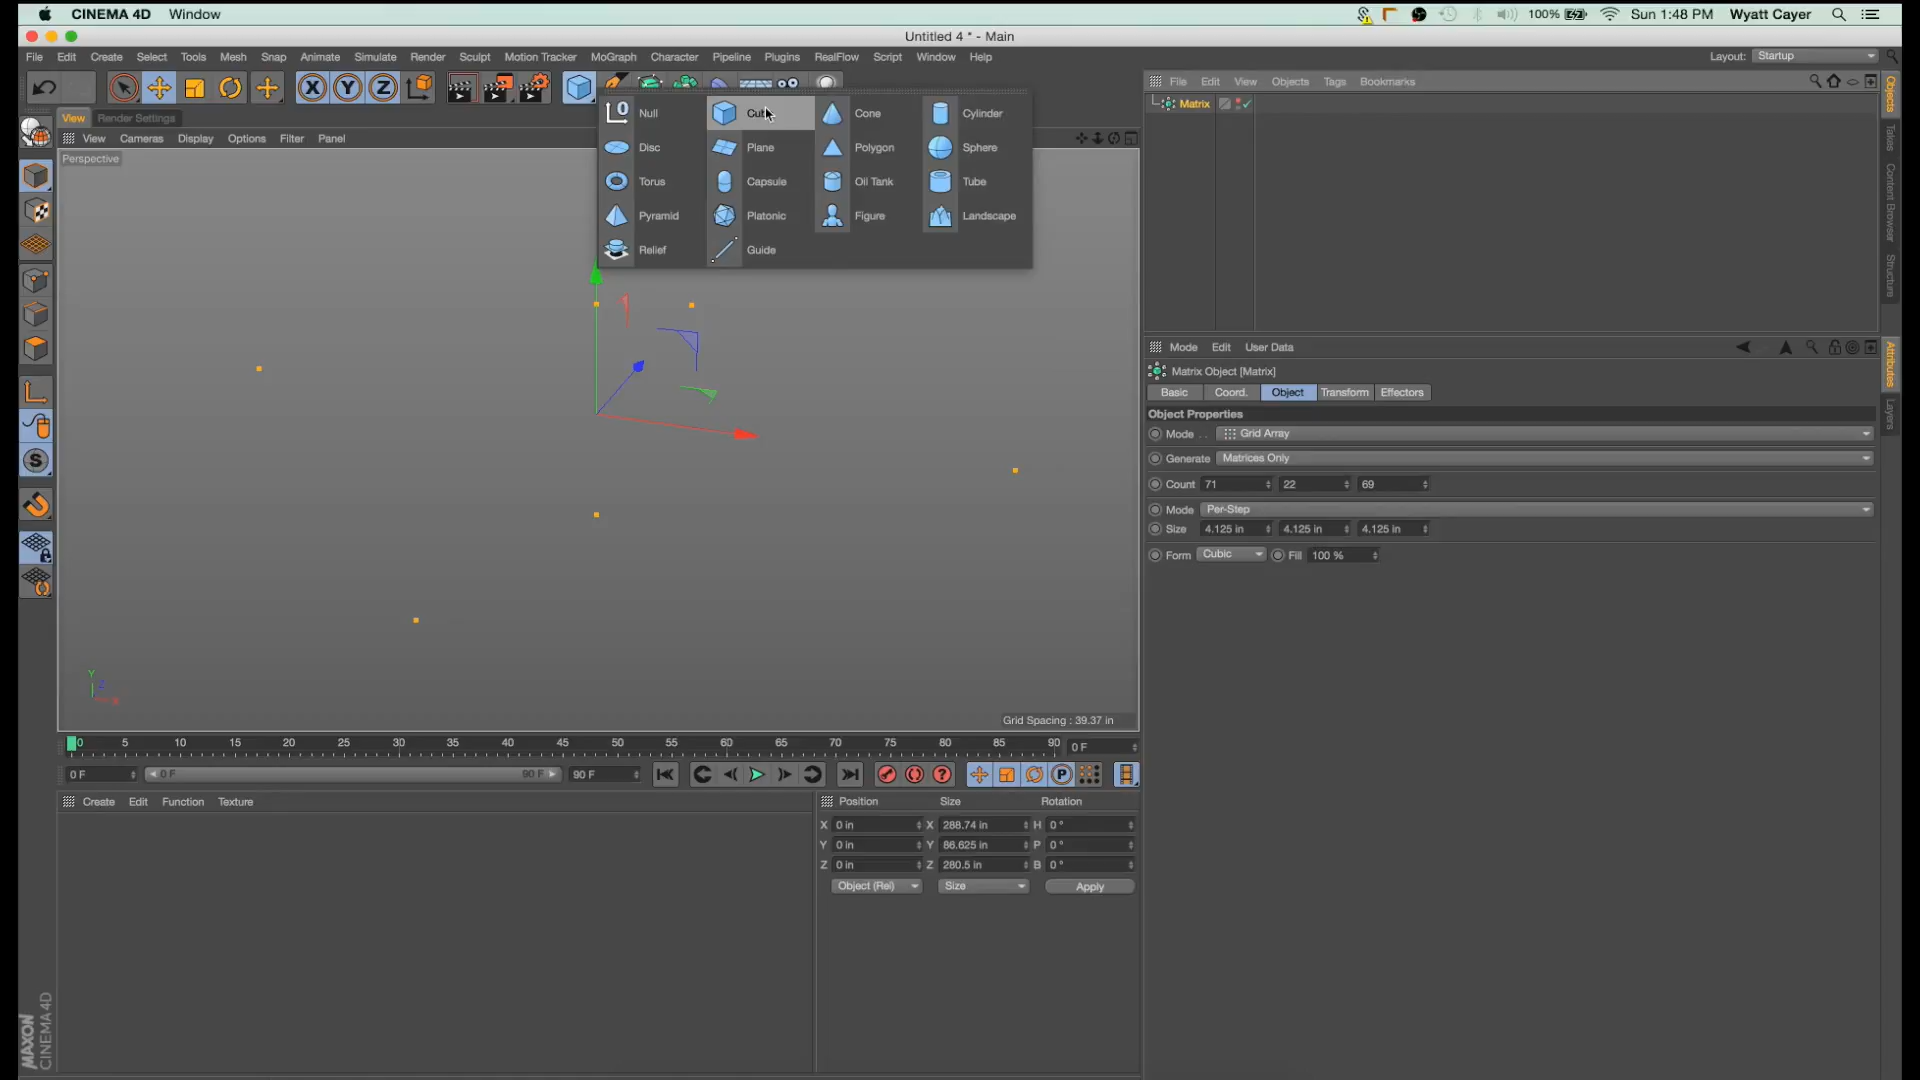 CINEMA 4D Window
100% Sun 1:48 PM Wyatt Cayer
Untitled 4 * - Main
File Edit Create Select Tools Mesh Snap Animate Simulate Render Sculpt Motion Tracker MoGraph Character Pipeline Plugins RealFlow Script Window Help
Layout: Startup
X Y Z
File Edit View Objects Tags Bookmarks
Matrix
View Render Settings
View Cameras Display Options Filter Panel
Perspective
Null Cone Cylinder
Disc Plane Polygon Sphere
Torus Capsule Oil Tank Tube
Pyramid Platonic Figure Landscape
Relief Guide
Objects
Takes
Content Browser
Structure
Mode Edit User Data
Matrix Object [Matrix]
Basic Coord. Object Transform Effectors
Object Properties
Mode . . Grid Array
Generate Matrices Only
Count 71 22 69
Mode Per-Step
Size 4.125 in 4.125 in 4.125 in
Form Cubic Fill 100 %
Attributes
Layers
Y
Z
X
Grid Spacing : 39.37 in
0 5 10 15 20 25 30 35 40 45 50 55 60 65 70 75 80 85 90 0 F
0 F 0 F 90 F 90 F
P
Create Edit Function Texture
Position Size Rotation
X 0 in X 288.74 in H 0 °
Y 0 in Y 86.625 in P 0 °
Z 0 in Z 280.5 in B 0 °
Object (Rel) Size Apply
MAXON
CINEMA 4D